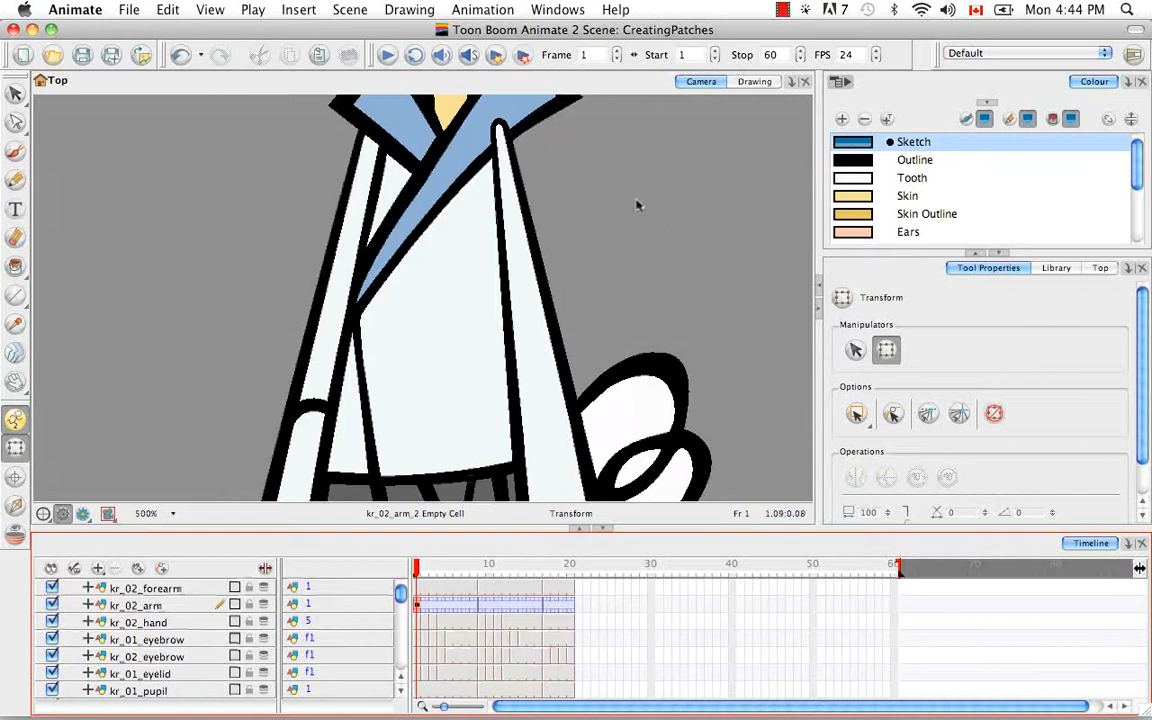 Animate File Edit View Play Insert Scene Drawing Animation Windows Help 7 Mon 4:44 PM
Toon Boom Animate 2 Scene: CreatingPatches
Frame 1 Start 1 Stop 60 FPS 24 Default
Top Camera Drawing Colour
Sketch
Outline
Tooth
Skin
Skin Outline
Ears
Tool Properties Library Top
Transform
Manipulators
Options
Operations
100 0 0
500% kr_02_arm_2 Empty Cell Transform Fr 1 1.09:0.08
Timeline
10 20 30 40 50 60
kr_02_forearm 1
kr_02_arm 1
kr_02_hand 5
kr_01_eyebrow f1
kr_02_eyebrow f1
kr_01_eyelid f1
kr_01_pupil 1